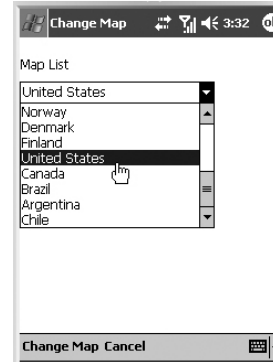 Change Map 3:32 ok
Map List
United States
Norway
Denmark
Finland
United States
Canada
Brazil
Argentina
Chile
Change Map Cancel